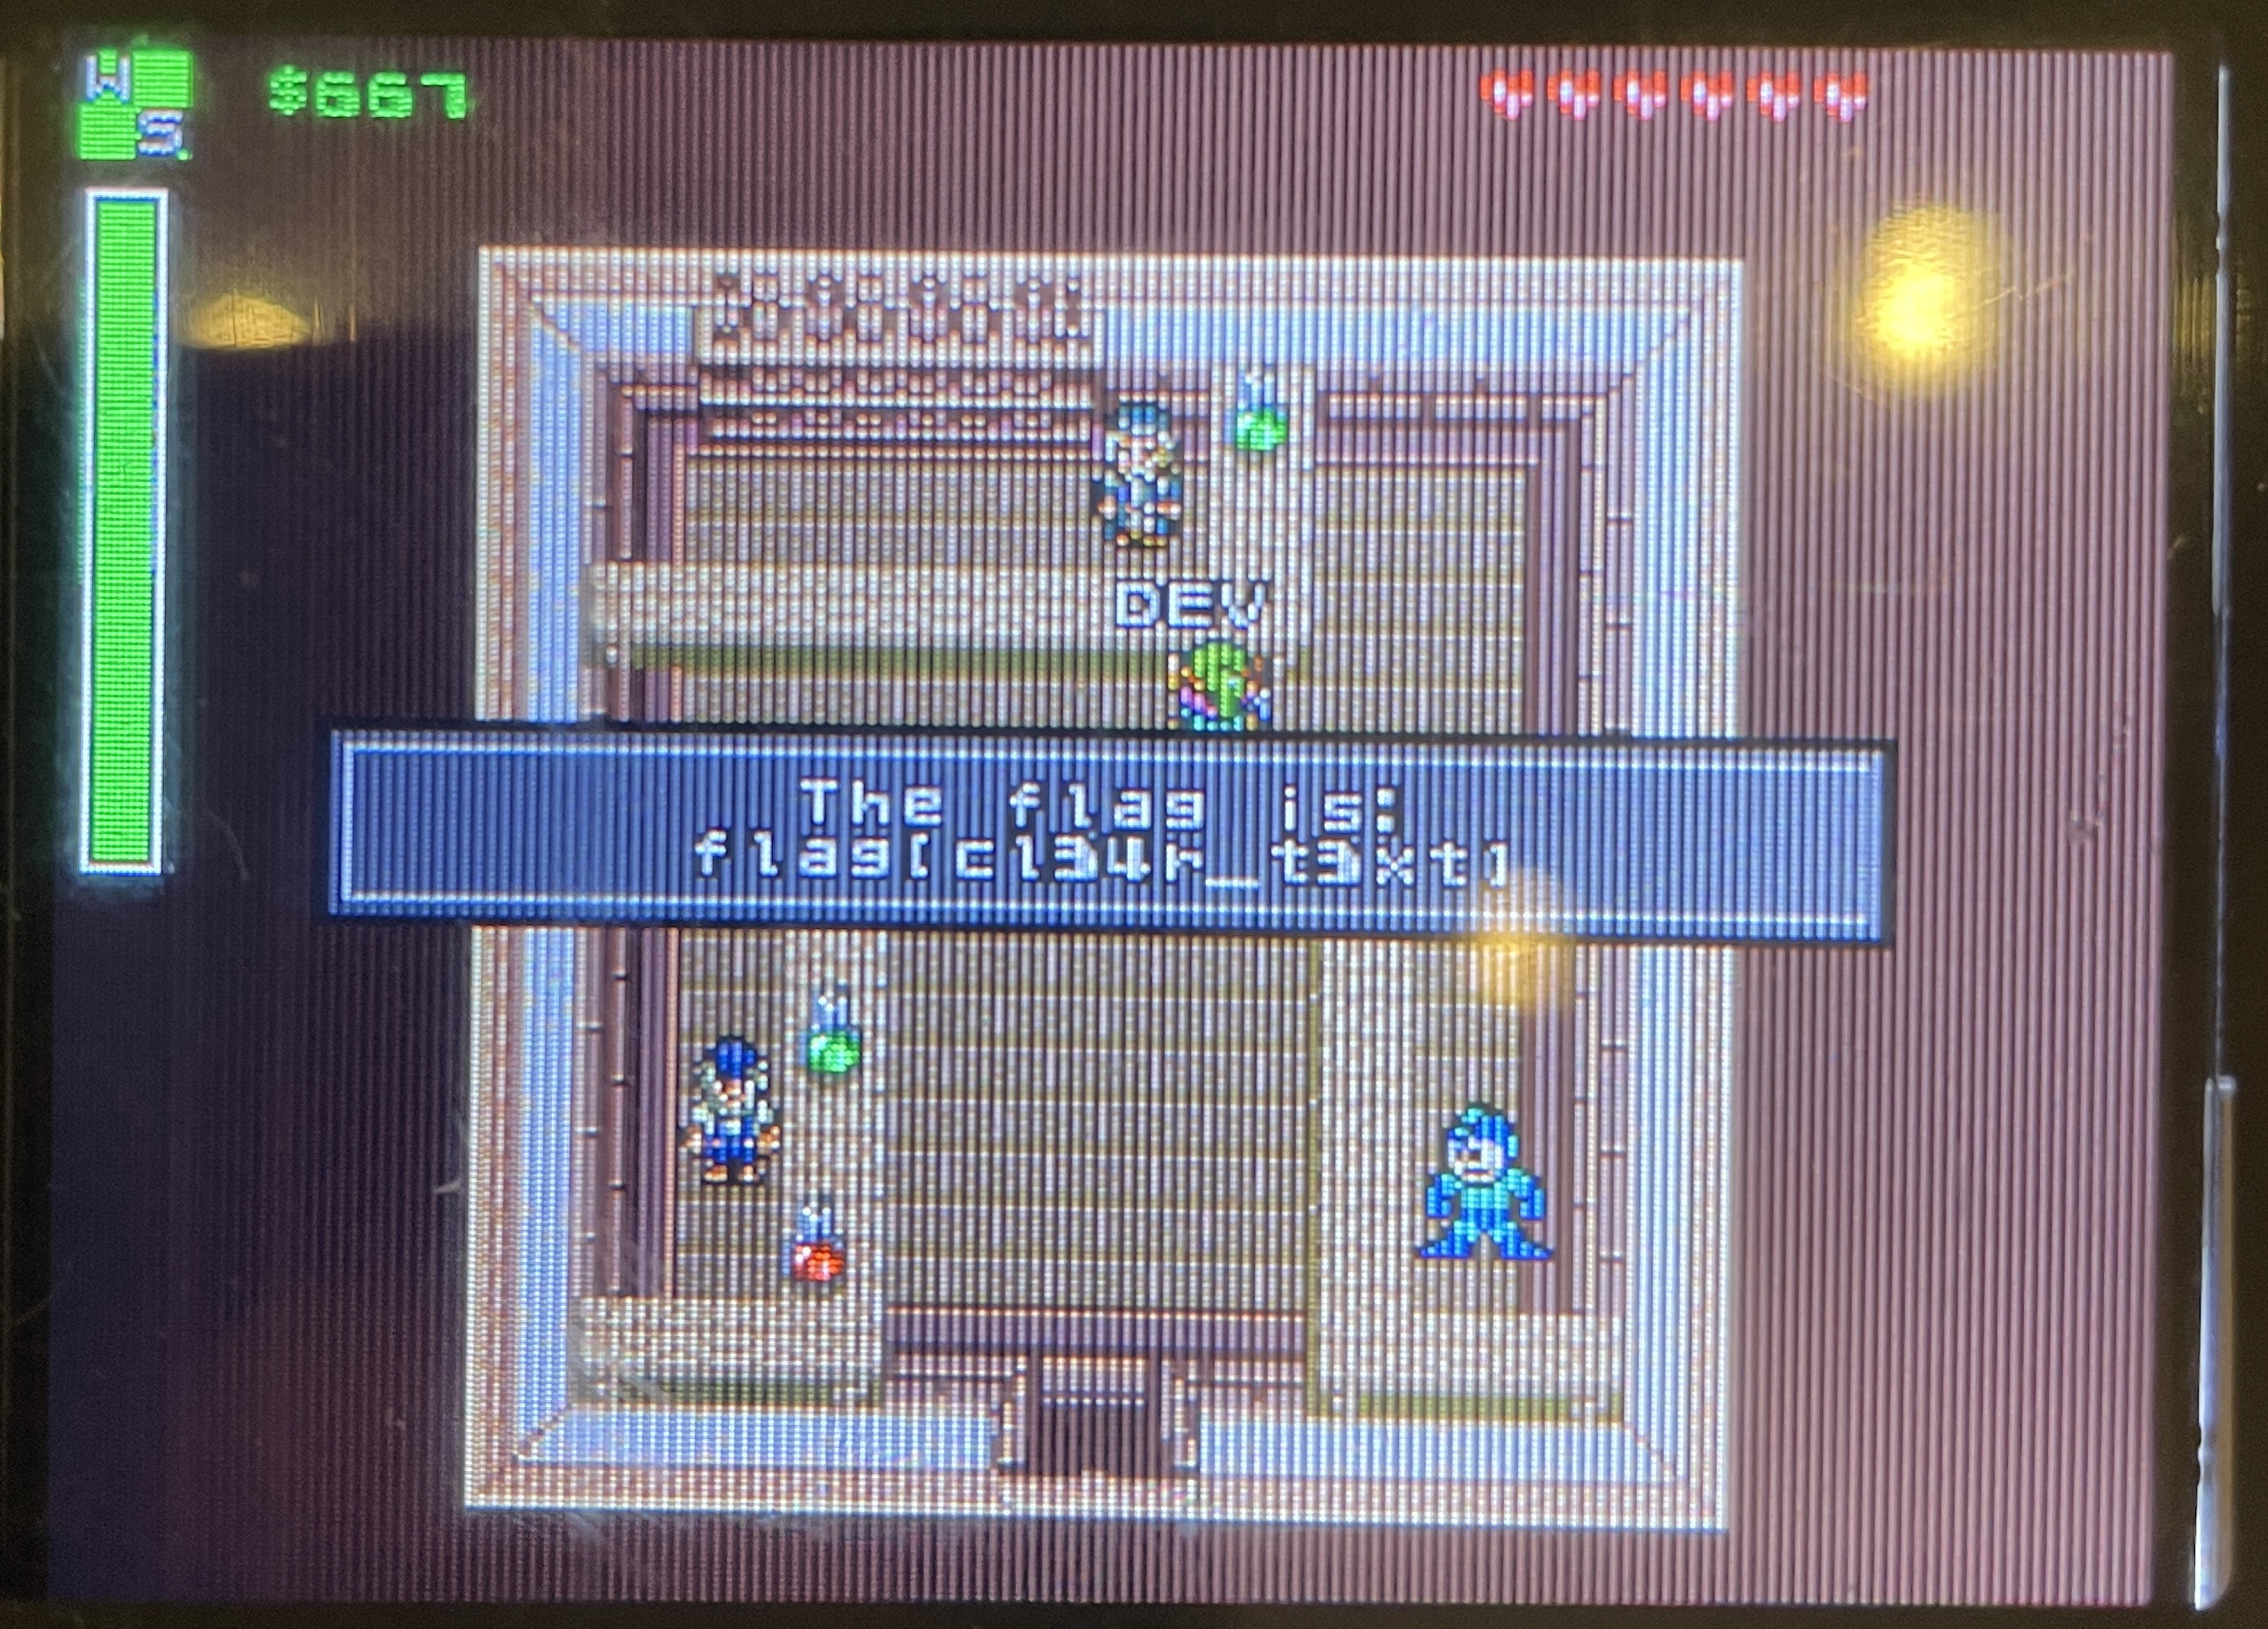 W
S
$667
DEV
The flag is:
flag[cl34r_t3xt]